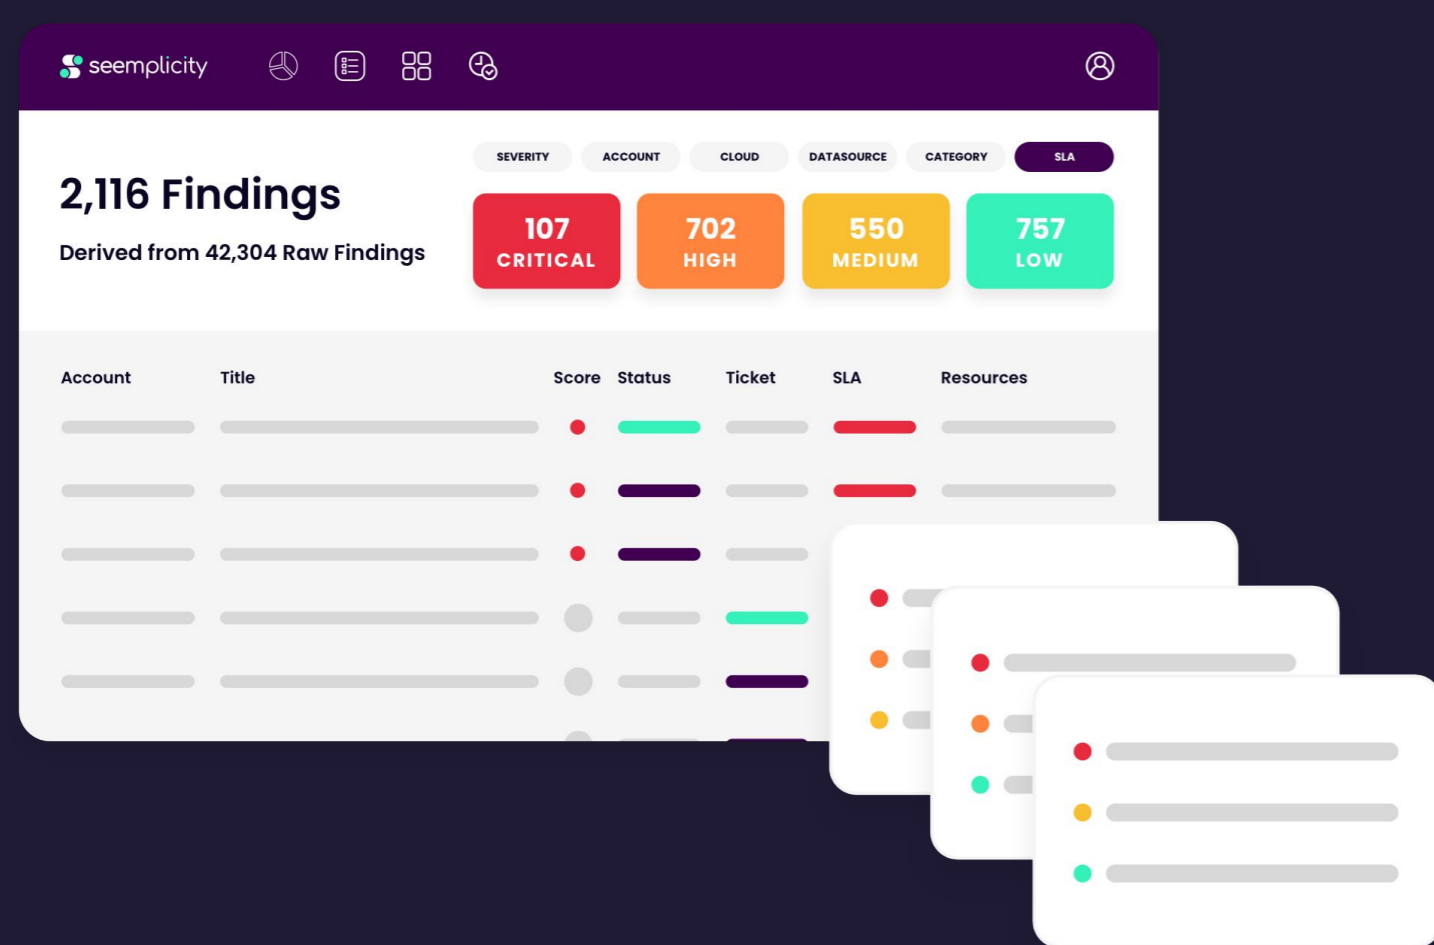 seemplicity
SEVERITY ACCOUNT CLOUD DATASOURCE CATEGORY SLA
2,116 Findings
Derived from 42,304 Raw Findings
107 702 550 757
CRITICAL HIGH MEDIUM LOW
Account Title Score Status Ticket SLA Resources